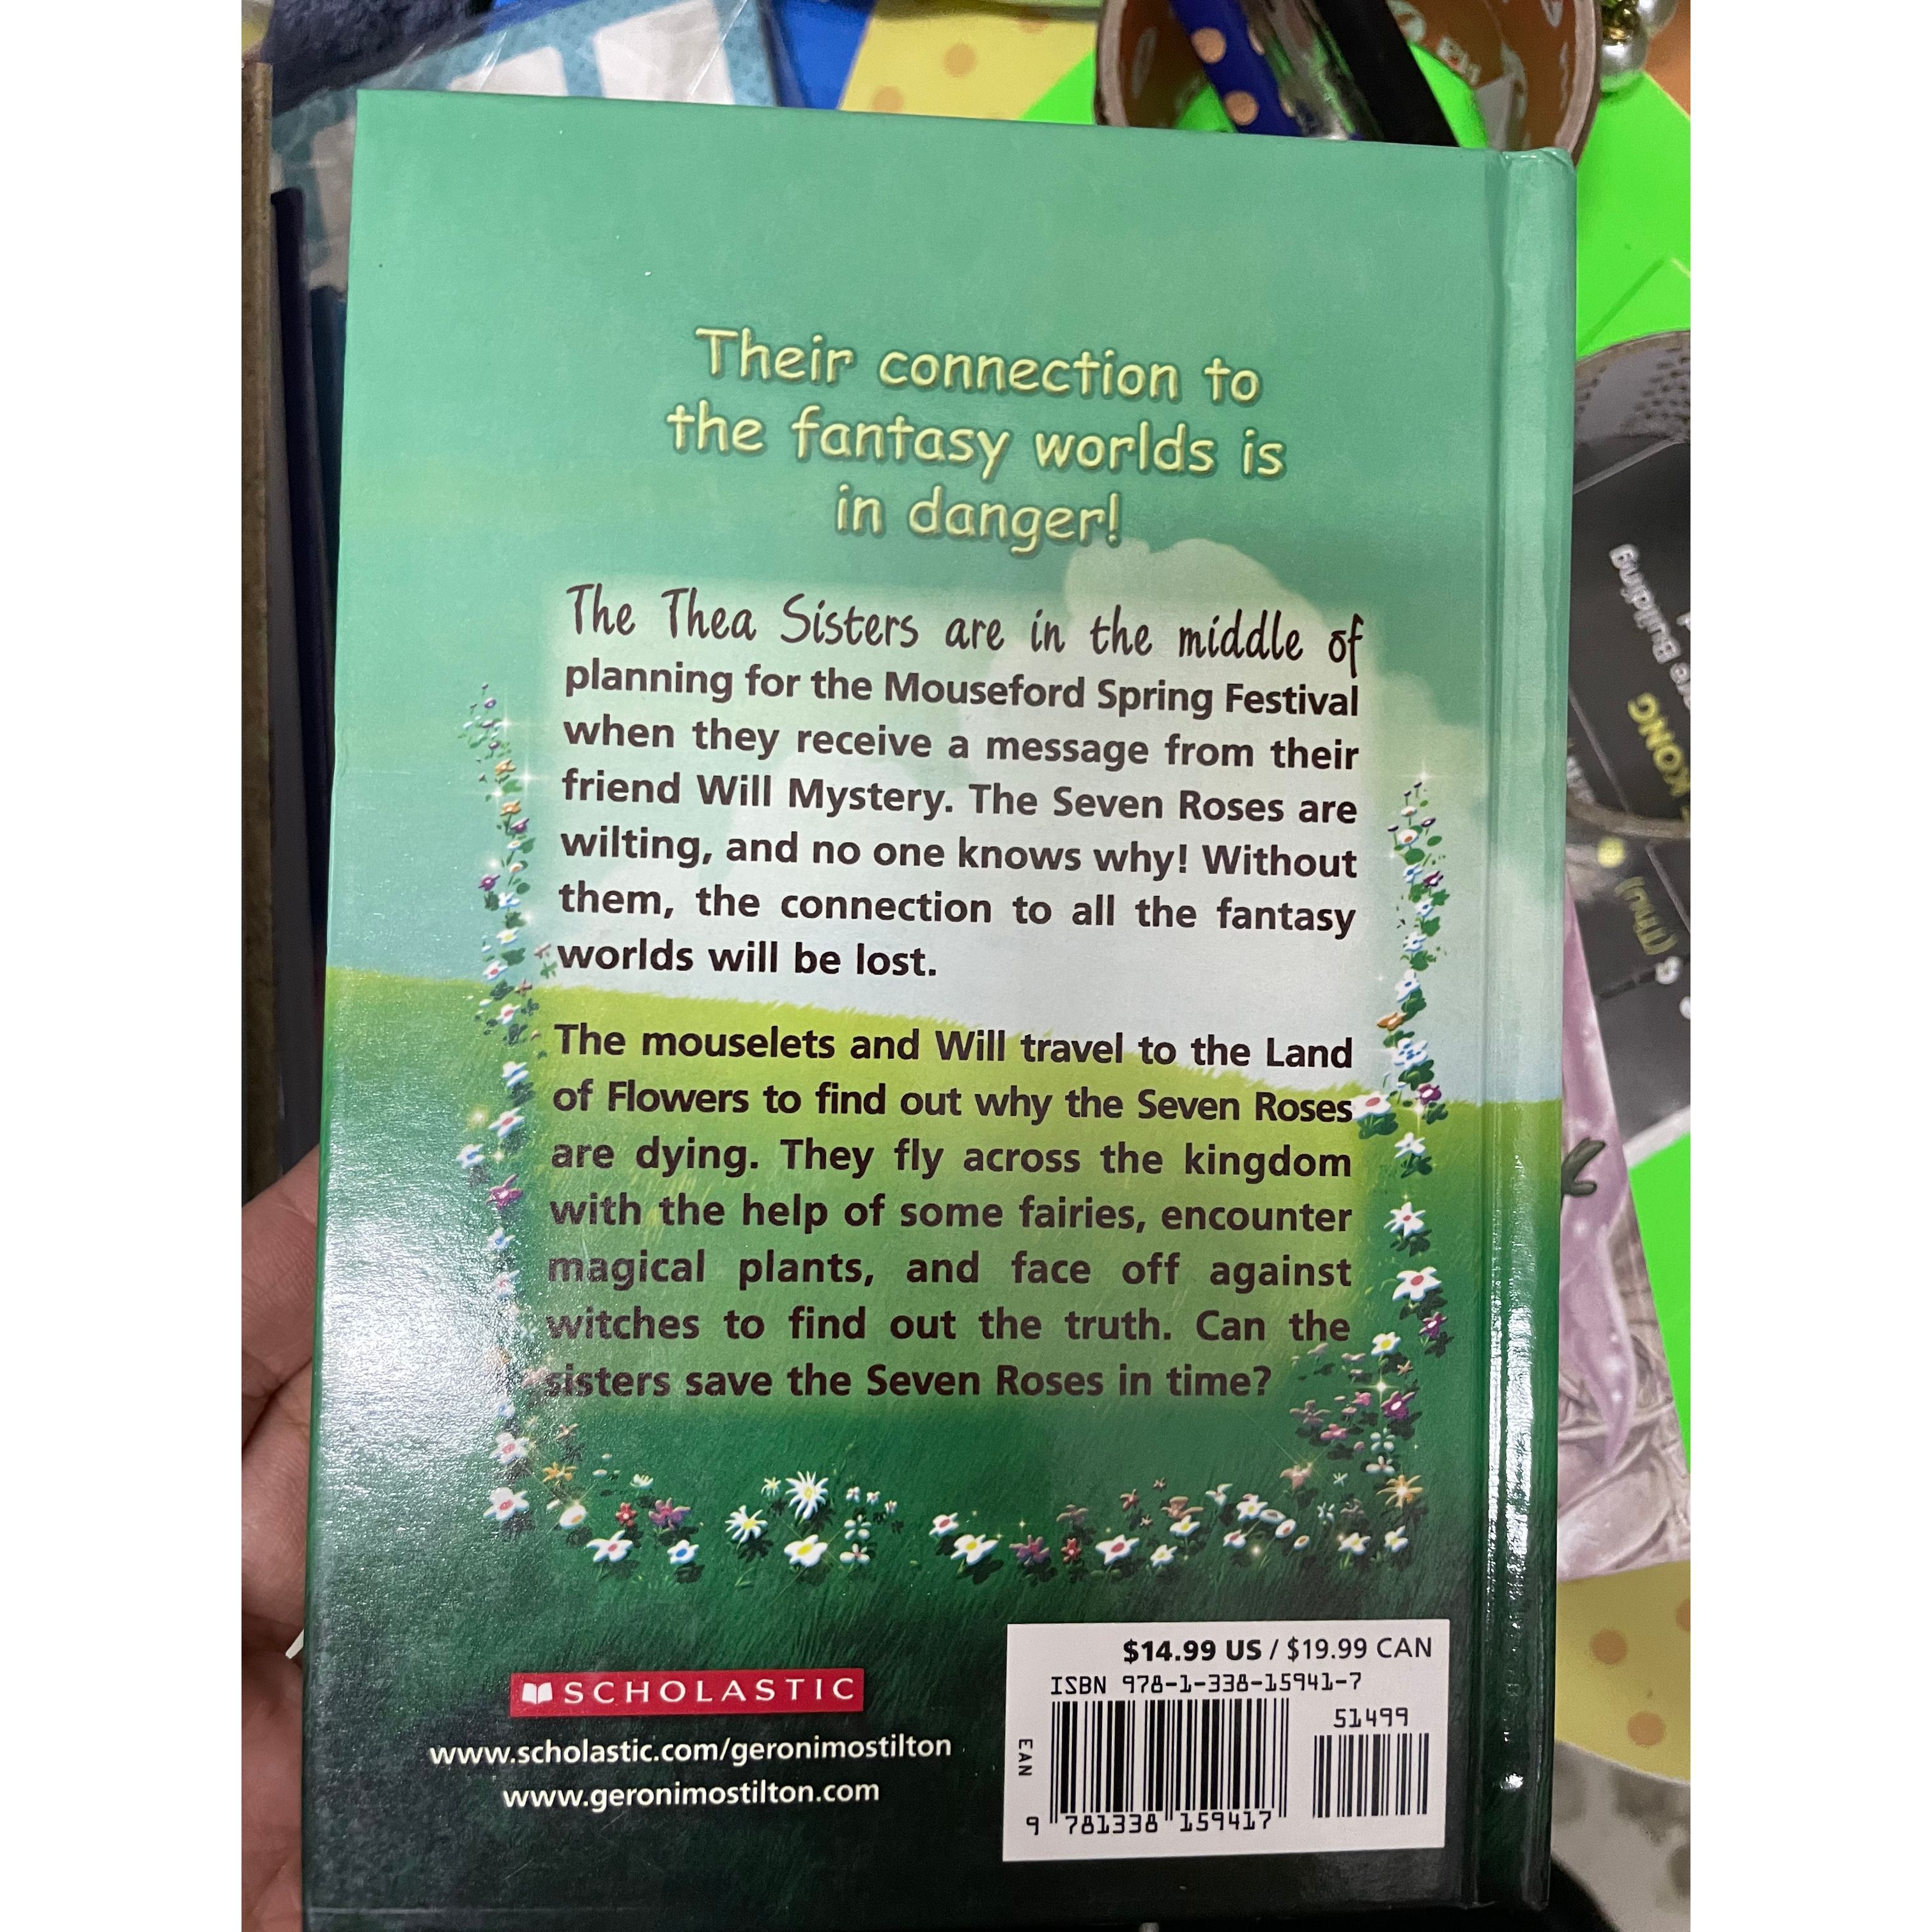 Their connection to
the fantasy worlds is
in danger!
The Thea Sisters are in the middle of
planning for the Mouseford Spring Festival
when they receive a message from their
friend Will Mystery. The Seven Roses are
wilting, and no one knows why! Without
them, the connection to all the fantasy
worlds will be lost.
The mouselets and Will travel to the Land
of Flowers to find out why the Seven Roses
are dying. They fly across the kingdom
with the help of some fairies, encounter
magical plants, and face off against
witches to find out the truth. Can the
sisters save the Seven Roses in time?
SCHOLASTIC
www.scholastic.com/geronimostilton
www.geronimostilton.com
$14.99 US / $19.99 CAN
ISBN 978-1-338-15941-7
51499
EAN
9 781338 159417
Building
KONG
(Thu)